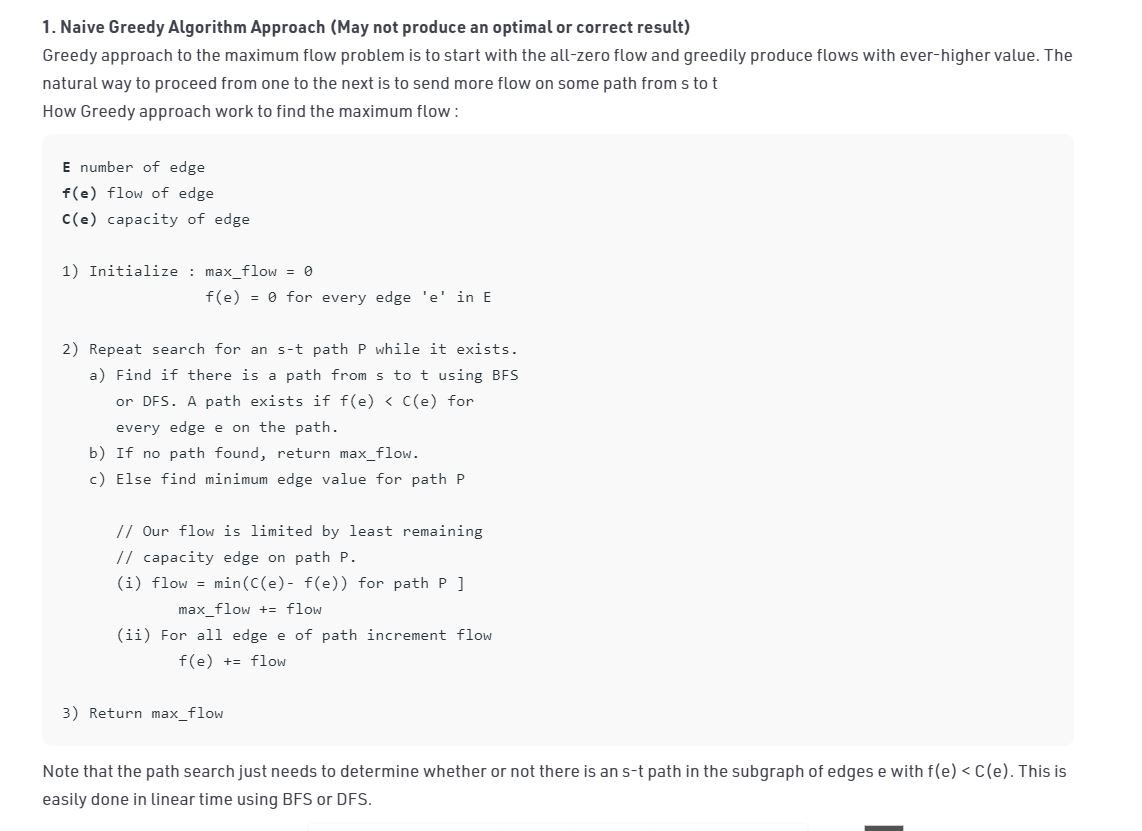 1. Naive Greedy Algorithm Approach (May not produce an optimal or correct result)
Greedy approach to the maximum flow problem is to start with the all-zero flow and greedily produce flows with ever-higher value. The
natural way to proceed from one to the next is to send more flow on some path from s to t
How Greedy approach work to find the maximum flow :
E number of edge
f(e) flow of edge
C(e) capacity of edge
1) Initialize : max_flow = 0
f(e) = 0 for every edge 'e' in E
2) Repeat search for an s-t path P while it exists.
a) Find if there is a path from s to t using BFS
or DFS. A path exists if f(e) < C(e) for
every edge e on the path.
b) If no path found, return max_flow.
c) Else find minimum edge value for path P
// Our flow is limited by least remaining
// capacity edge on path P.
(i) flow = min(C(e)- f(e)) for path P ]
max_flow += flow
(ii) For all edge e of path increment flow
f(e) += flow
3) Return max_flow
Note that the path search just needs to determine whether or not there is an s-t path in the subgraph of edges e with f(e) < C(e). This is
easily done in linear time using BFS or DFS.